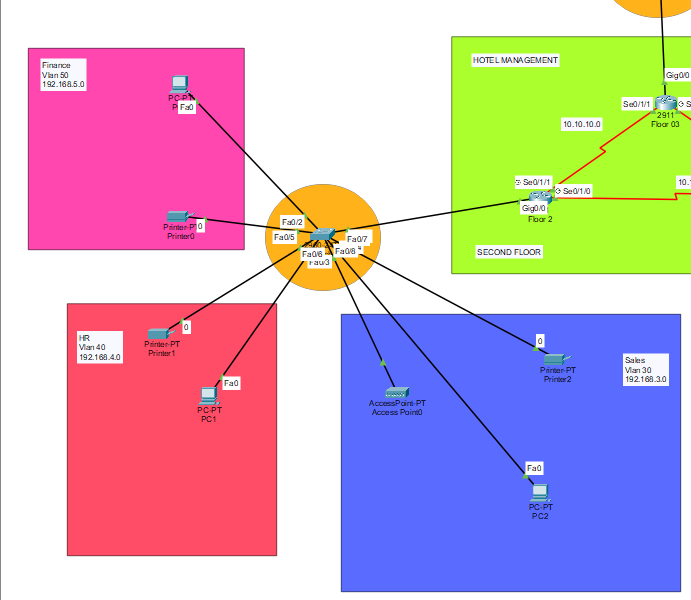 Finance
Vlan 50
192.168.5.0
PC-PT
Fa0
Printer-PT
Printer0
0
Fa0/2
Fa0/5
Fa0/6
Fa0/3
Fa0/7
Fa0/8
HOTEL MANAGEMENT
Gig0/0
Se0/1/1
2911
Floor 03
10.10.10.0
Se0/1/1
Se0/1/0
Gig0/0
Floor 2
10.1
SECOND FLOOR
HR
Vlan 40
192.168.4.0
0
Printer-PT
Printer1
Fa0
PC-PT
PC1
0
Printer-PT
Printer2
Sales
Vlan 30
192.168.3.0
AccessPoint-PT
Access Point0
Fa0
PC-PT
PC2